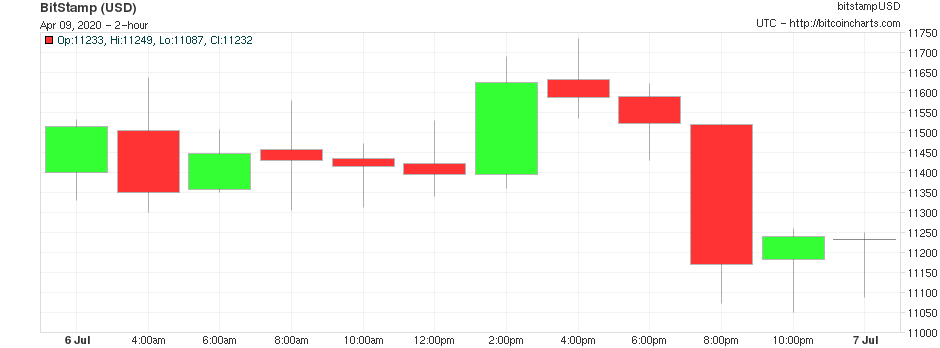 BitStamp (USD)
bitstampUSD
Apr 09, 2020 - 2-hour
UTC - http://bitcoincharts.com
Op:11233, Hi:11249, Lo:11087, Cl:11232
11750
11700
11650
11600
11550
11500
11450
11400
11350
11300
11250
11200
11150
11100
11050
11000
6 Jul 4:00am 6:00am 8:00am 10:00am 12:00pm 2:00pm 4:00pm 6:00pm 8:00pm 10:00pm 7 Jul